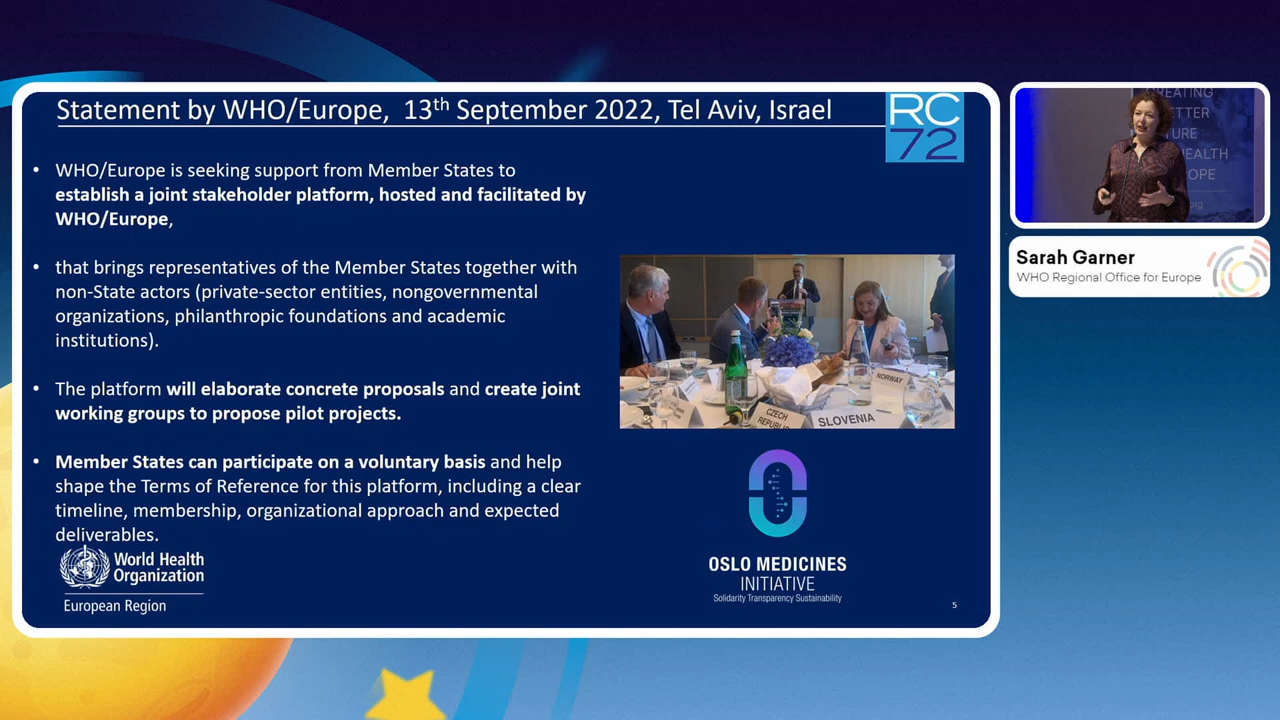 Statement by WHO/Europe, 13th September 2022, Tel Aviv, Israel
RC
72
• WHO/Europe is seeking support from Member States to
establish a joint stakeholder platform, hosted and facilitated by
WHO/Europe,
• that brings representatives of the Member States together with
non-State actors (private-sector entities, nongovernmental
organizations, philanthropic foundations and academic
institutions).
• The platform will elaborate concrete proposals and create joint
working groups to propose pilot projects.
• Member States can participate on a voluntary basis and help
shape the Terms of Reference for this platform, including a clear
timeline, membership, organizational approach and expected
deliverables.
World Health
Organization
European Region
NORWAY
CZECH
REPUBLIC
SLOVENIA
OSLO MEDICINES
INITIATIVE
Solidarity Transparency Sustainability
5
CREATING
HEALTH
Sarah Garner
WHO Regional Office for Europe